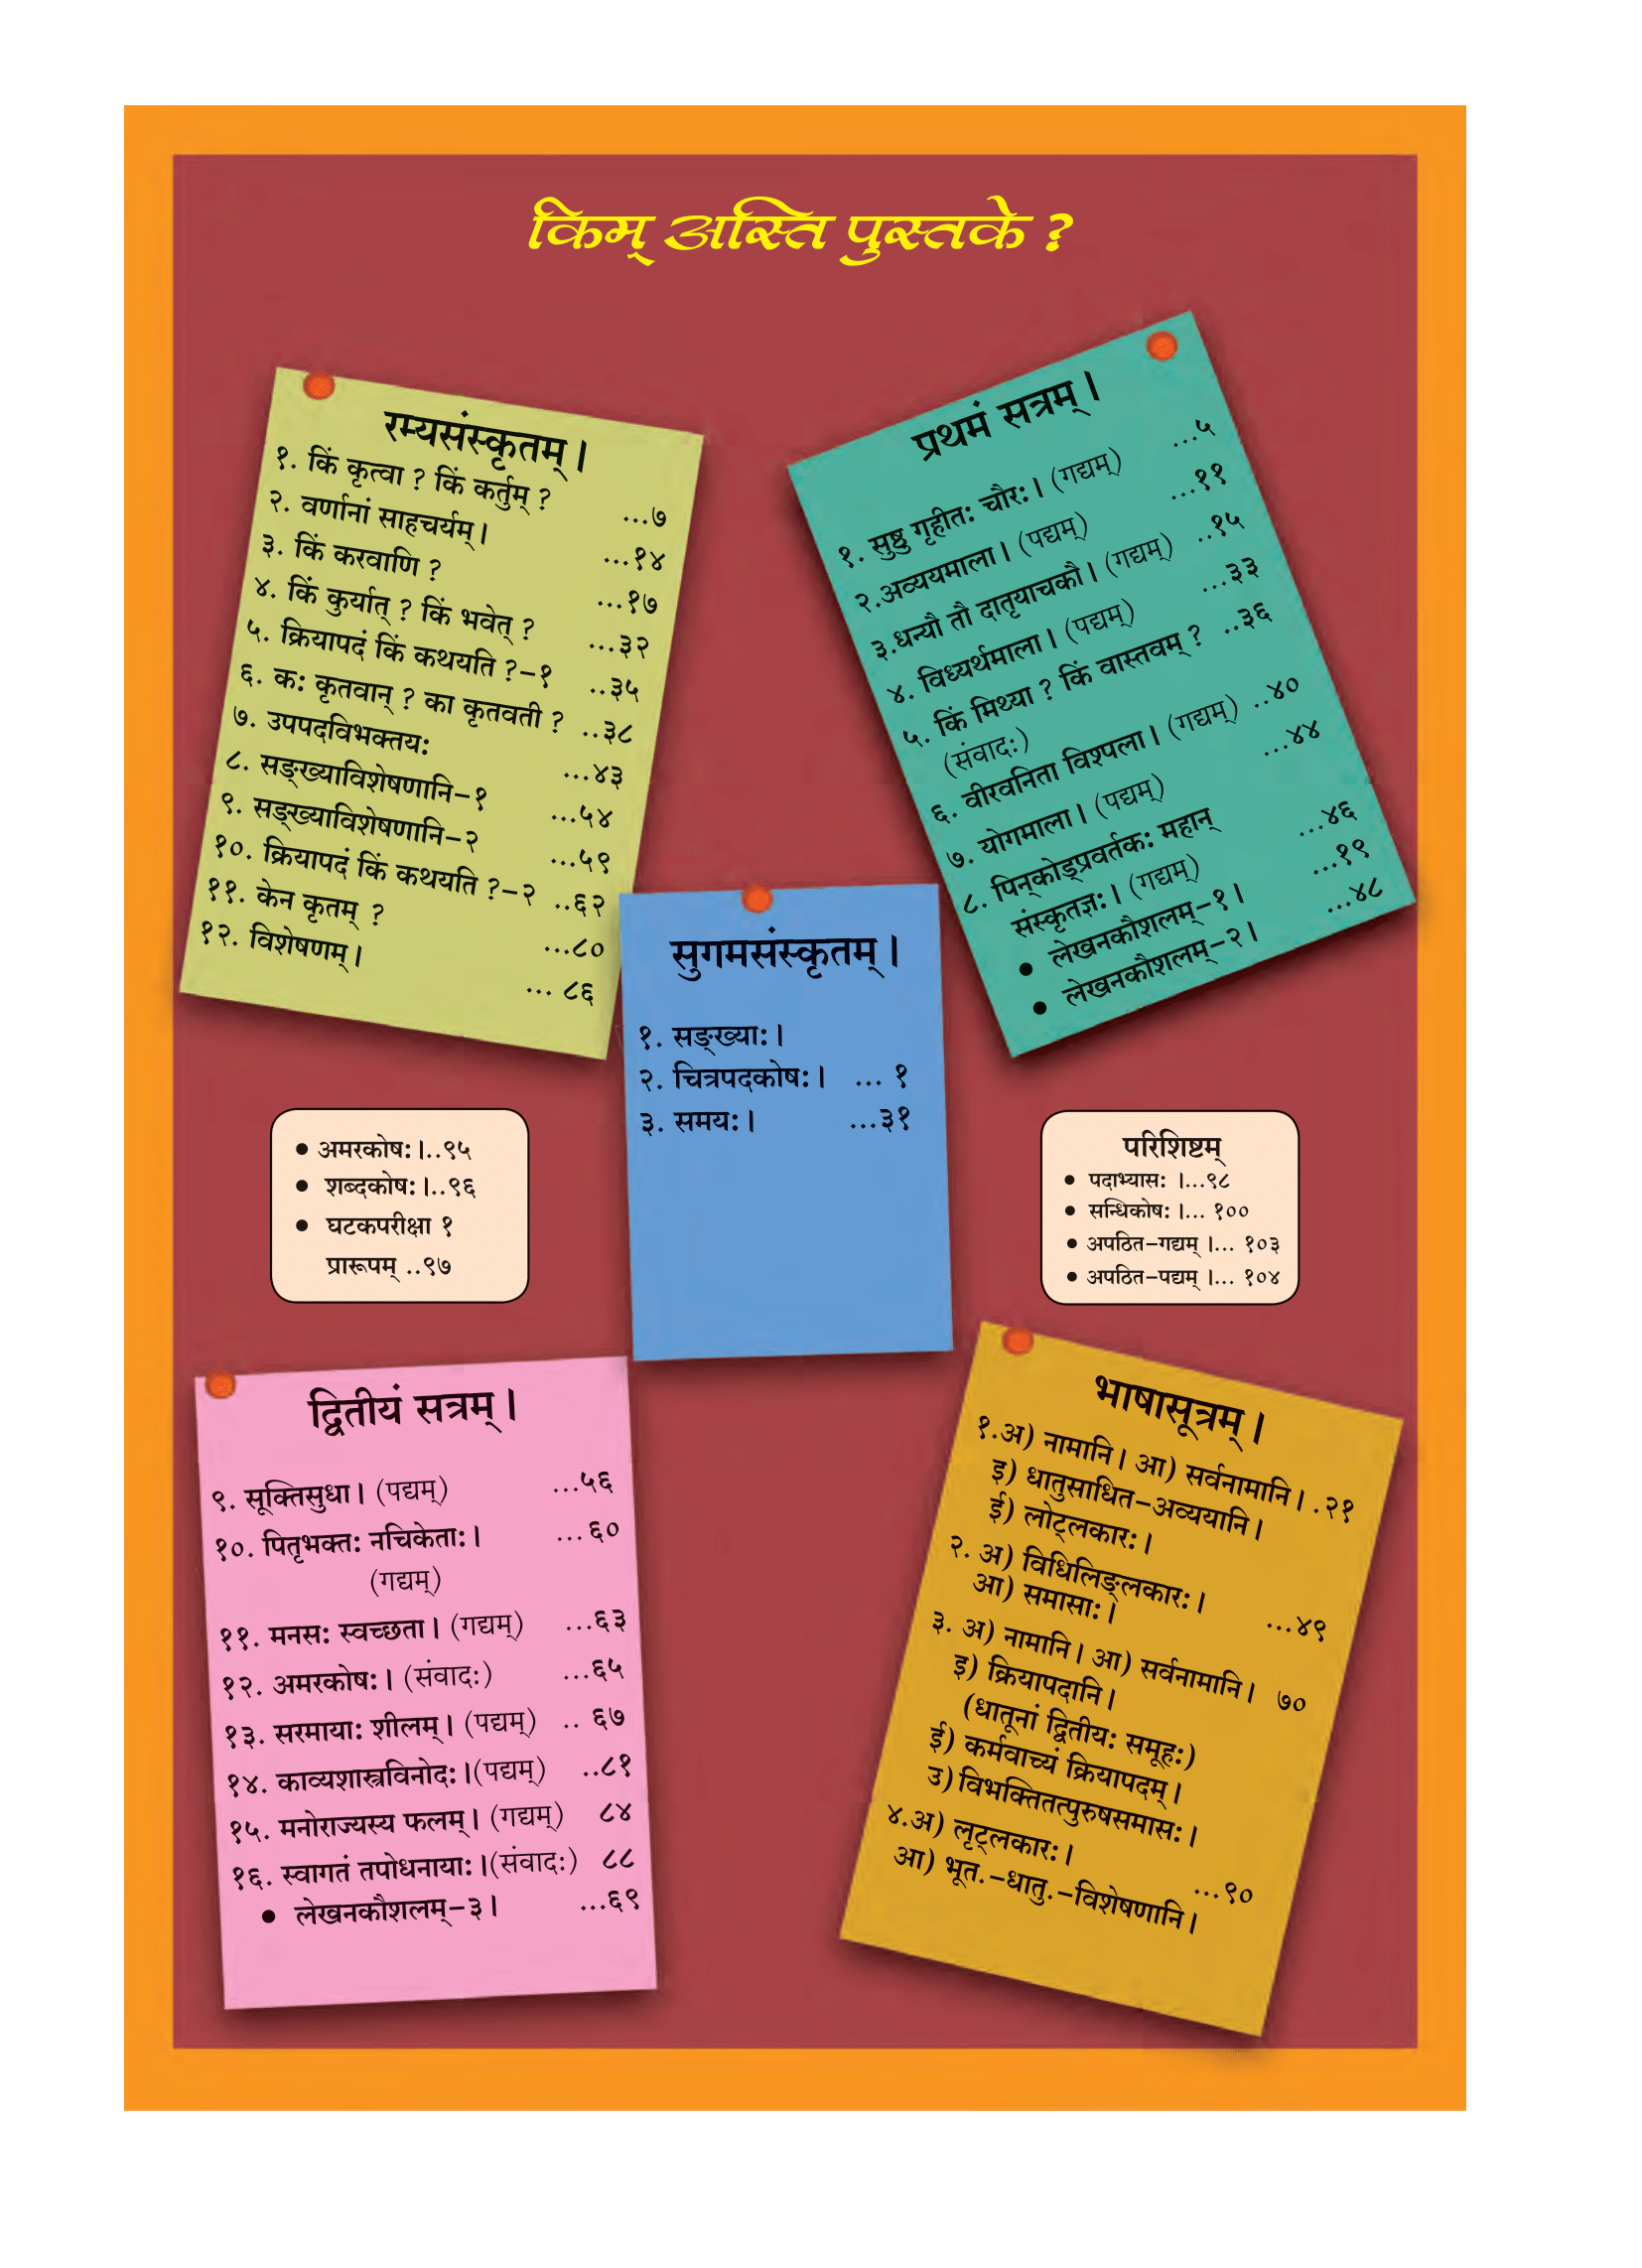 किम् अस्ति पुस्तके ?
रम्यसंस्कृतम् ।
१. किं कृत्वा ? किं कर्तुम् ? ...७
२. वर्णानां साहचर्यम् । ...१४
३. किं करवाणि ? ...१७
४. किं कुर्यात् ? किं भवेत् ? ...३२
५. क्रियापदं किं कथयति ?–१ ..३५
६. कः कृतवान् ? का कृतवती ? ..३८
७. उपपदविभक्तयः ...४३
८. सङ्ख्याविशेषणानि–१ ...५४
९. सङ्ख्याविशेषणानि–२ ...५९
१०. क्रियापदं किं कथयति ?–२ ..६२
११. केन कृतम् ? ...८०
१२. विशेषणम् । ... ८६
प्रथमं सत्रम् ।
१. सुष्ठु गृहीतः चौरः । (गद्यम्) ...५
२.अव्ययमाला । (पद्यम्) ...११
३.धन्यौ तौ दातृयाचकौ । (गद्यम्) ..१५
४. विध्यर्थमाला । (पद्यम्) ...३३
५. किं मिथ्या ? किं वास्तवम् ? ..३६
(संवादः)
६. वीरवनिता विश्पला । (गद्यम्) ..४०
७. योगमाला । (पद्यम्) ...४४
८. पिन्कोड्प्रवर्तकः महान्
संस्कृतज्ञः । (गद्यम्) ...४६
• लेखनकौशलम्–१ । ...१९
• लेखनकौशलम्–२ । ...४८
सुगमसंस्कृतम् ।
१. सङ्ख्याः ।
२. चित्रपदकोषः । ... १
३. समयः । ...३१
• अमरकोषः ।..९५
• शब्दकोषः ।..९६
• घटकपरीक्षा १
प्रारूपम् ..९७
परिशिष्टम्
• पदाभ्यासः ।...९८
• सन्धिकोषः ।... १००
• अपठित–गद्यम् ।... १०३
• अपठित–पद्यम् ।... १०४
द्वितीयं सत्रम् ।
९. सूक्तिसुधा । (पद्यम्) ...५६
१०. पितृभक्तः नचिकेताः । ...६०
(गद्यम्)
११. मनसः स्वच्छता । (गद्यम्) ...६३
१२. अमरकोषः । (संवादः) ...६५
१३. सरमायाः शीलम् । (पद्यम्) .. ६७
१४. काव्यशास्त्रविनोदः ।(पद्यम्) ..८१
१५. मनोराज्यस्य फलम् । (गद्यम्) ८४
१६. स्वागतं तपोधनायाः ।(संवादः) ८८
• लेखनकौशलम्–३ । ...६९
भाषासूत्रम् ।
१.अ) नामानि । आ) सर्वनामानि । .२१
इ) धातुसाधित–अव्ययानि ।
ई) लोट्लकारः ।
२. अ) विधिलिङ्लकारः ।
आ) समासाः । ...४९
३. अ) नामानि । आ) सर्वनामानि । ७०
इ) क्रियापदानि ।
(धातूनां द्वितीयः समूहः)
ई) कर्मवाच्यं क्रियापदम् ।
उ) विभक्तितत्पुरुषसमासः ।
४.अ) लृट्लकारः ।
आ) भूत.–धातु.–विशेषणानि । ...९०